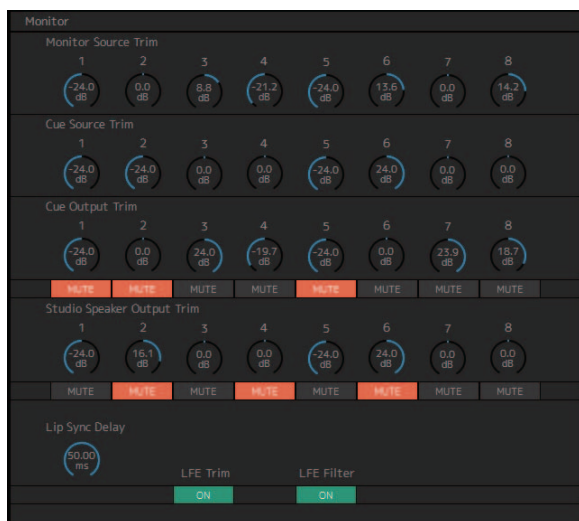 Monitor
Monitor Source Trim
1 2 3 4 5 6 7 8
-24.0 dB 0.0 dB 8.8 dB -21.2 dB -24.0 dB 13.6 dB 0.0 dB 14.2 dB
Cue Source Trim
1 2 3 4 5 6 7 8
-24.0 dB -24.0 dB 0.0 dB 0.0 dB -24.0 dB 24.0 dB 0.0 dB 0.0 dB
Cue Output Trim
1 2 3 4 5 6 7 8
-24.0 dB 0.0 dB 24.0 dB -19.7 dB -24.0 dB 0.0 dB 23.9 dB 18.7 dB
MUTE MUTE MUTE MUTE MUTE MUTE MUTE MUTE
Studio Speaker Output Trim
1 2 3 4 5 6 7 8
-24.0 dB 16.1 dB 0.0 dB 0.0 dB -24.0 dB 24.0 dB 0.0 dB 0.0 dB
MUTE MUTE MUTE MUTE MUTE MUTE MUTE MUTE
Lip Sync Delay
50.00 ms
LFE Trim LFE Filter
ON ON